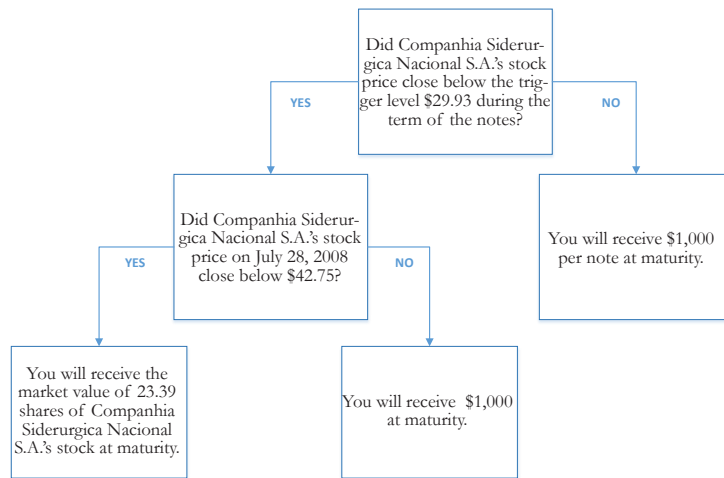 Did Companhia Siderur-
gica Nacional S.A.'s stock
price close below the trig-
ger level $29.93 during the
term of the notes?
YES
NO
Did Companhia Siderur-
gica Nacional S.A.'s stock
price on July 28, 2008
close below $42.75?
You will receive $1,000
per note at maturity.
YES
NO
You will receive the
market value of 23.39
shares of Companhia
Siderurgica Nacional
S.A.'s stock at maturity.
You will receive $1,000
at maturity.